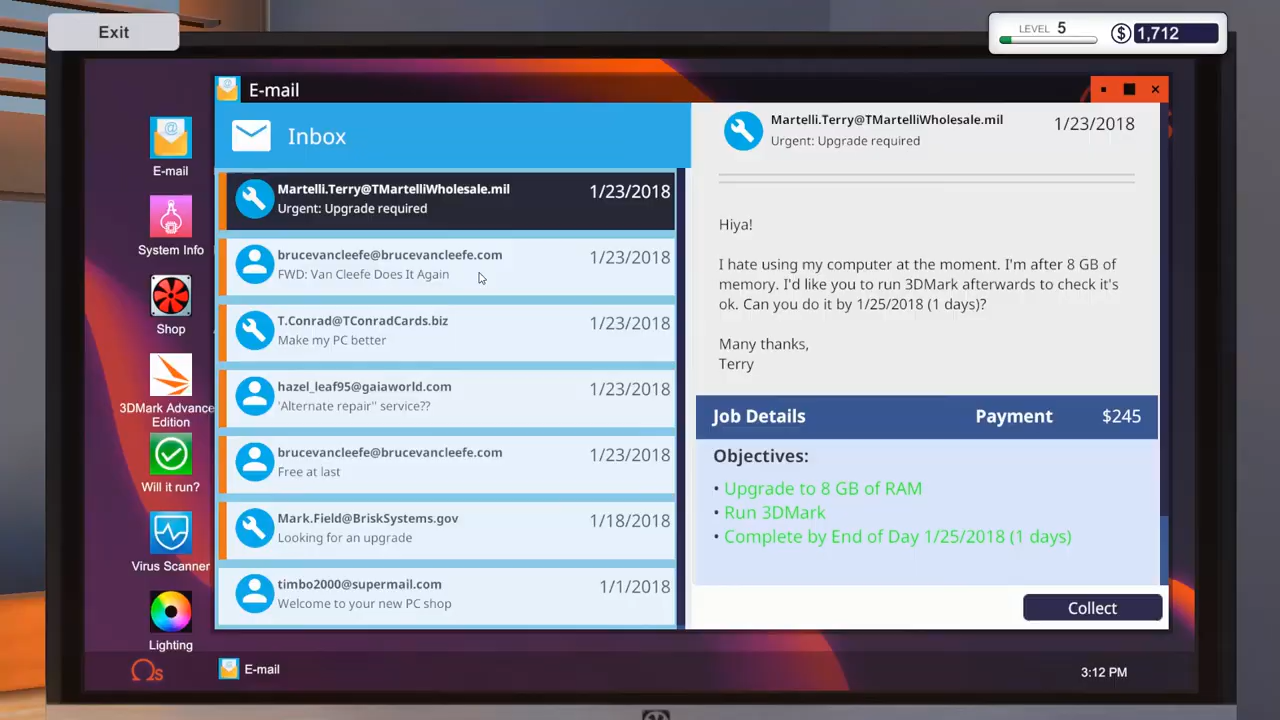 Exit
LEVEL 5
$ 1,712
E-mail
Inbox
Martelli.Terry@TMartelliWholesale.mil 1/23/2018
Urgent: Upgrade required
brucevancleefe@brucevancleefe.com 1/23/2018
FWD: Van Cleefe Does It Again
T.Conrad@TConradCards.biz 1/23/2018
Make my PC better
hazel_leaf95@gaiaworld.com 1/23/2018
'Alternate repair" service??
brucevancleefe@brucevancleefe.com 1/23/2018
Free at last
Mark.Field@BriskSystems.gov 1/18/2018
Looking for an upgrade
timbo2000@supermail.com 1/1/2018
Welcome to your new PC shop
Martelli.Terry@TMartelliWholesale.mil 1/23/2018
Urgent: Upgrade required
Hiya!
I hate using my computer at the moment. I'm after 8 GB of
memory. I'd like you to run 3DMark afterwards to check it's
ok. Can you do it by 1/25/2018 (1 days)?
Many thanks,
Terry
Job Details Payment $245
Objectives:
• Upgrade to 8 GB of RAM
• Run 3DMark
• Complete by End of Day 1/25/2018 (1 days)
Collect
E-mail
System Info
Shop
3DMark Advance
Edition
Will it run?
Virus Scanner
Lighting
Ωs
E-mail
3:12 PM